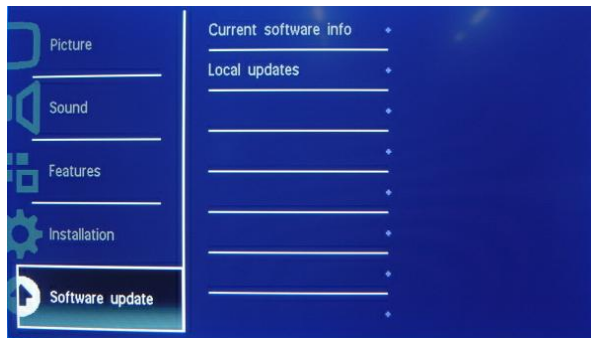 Picture
Sound
Features
Installation
Software update
Current software info
Local updates